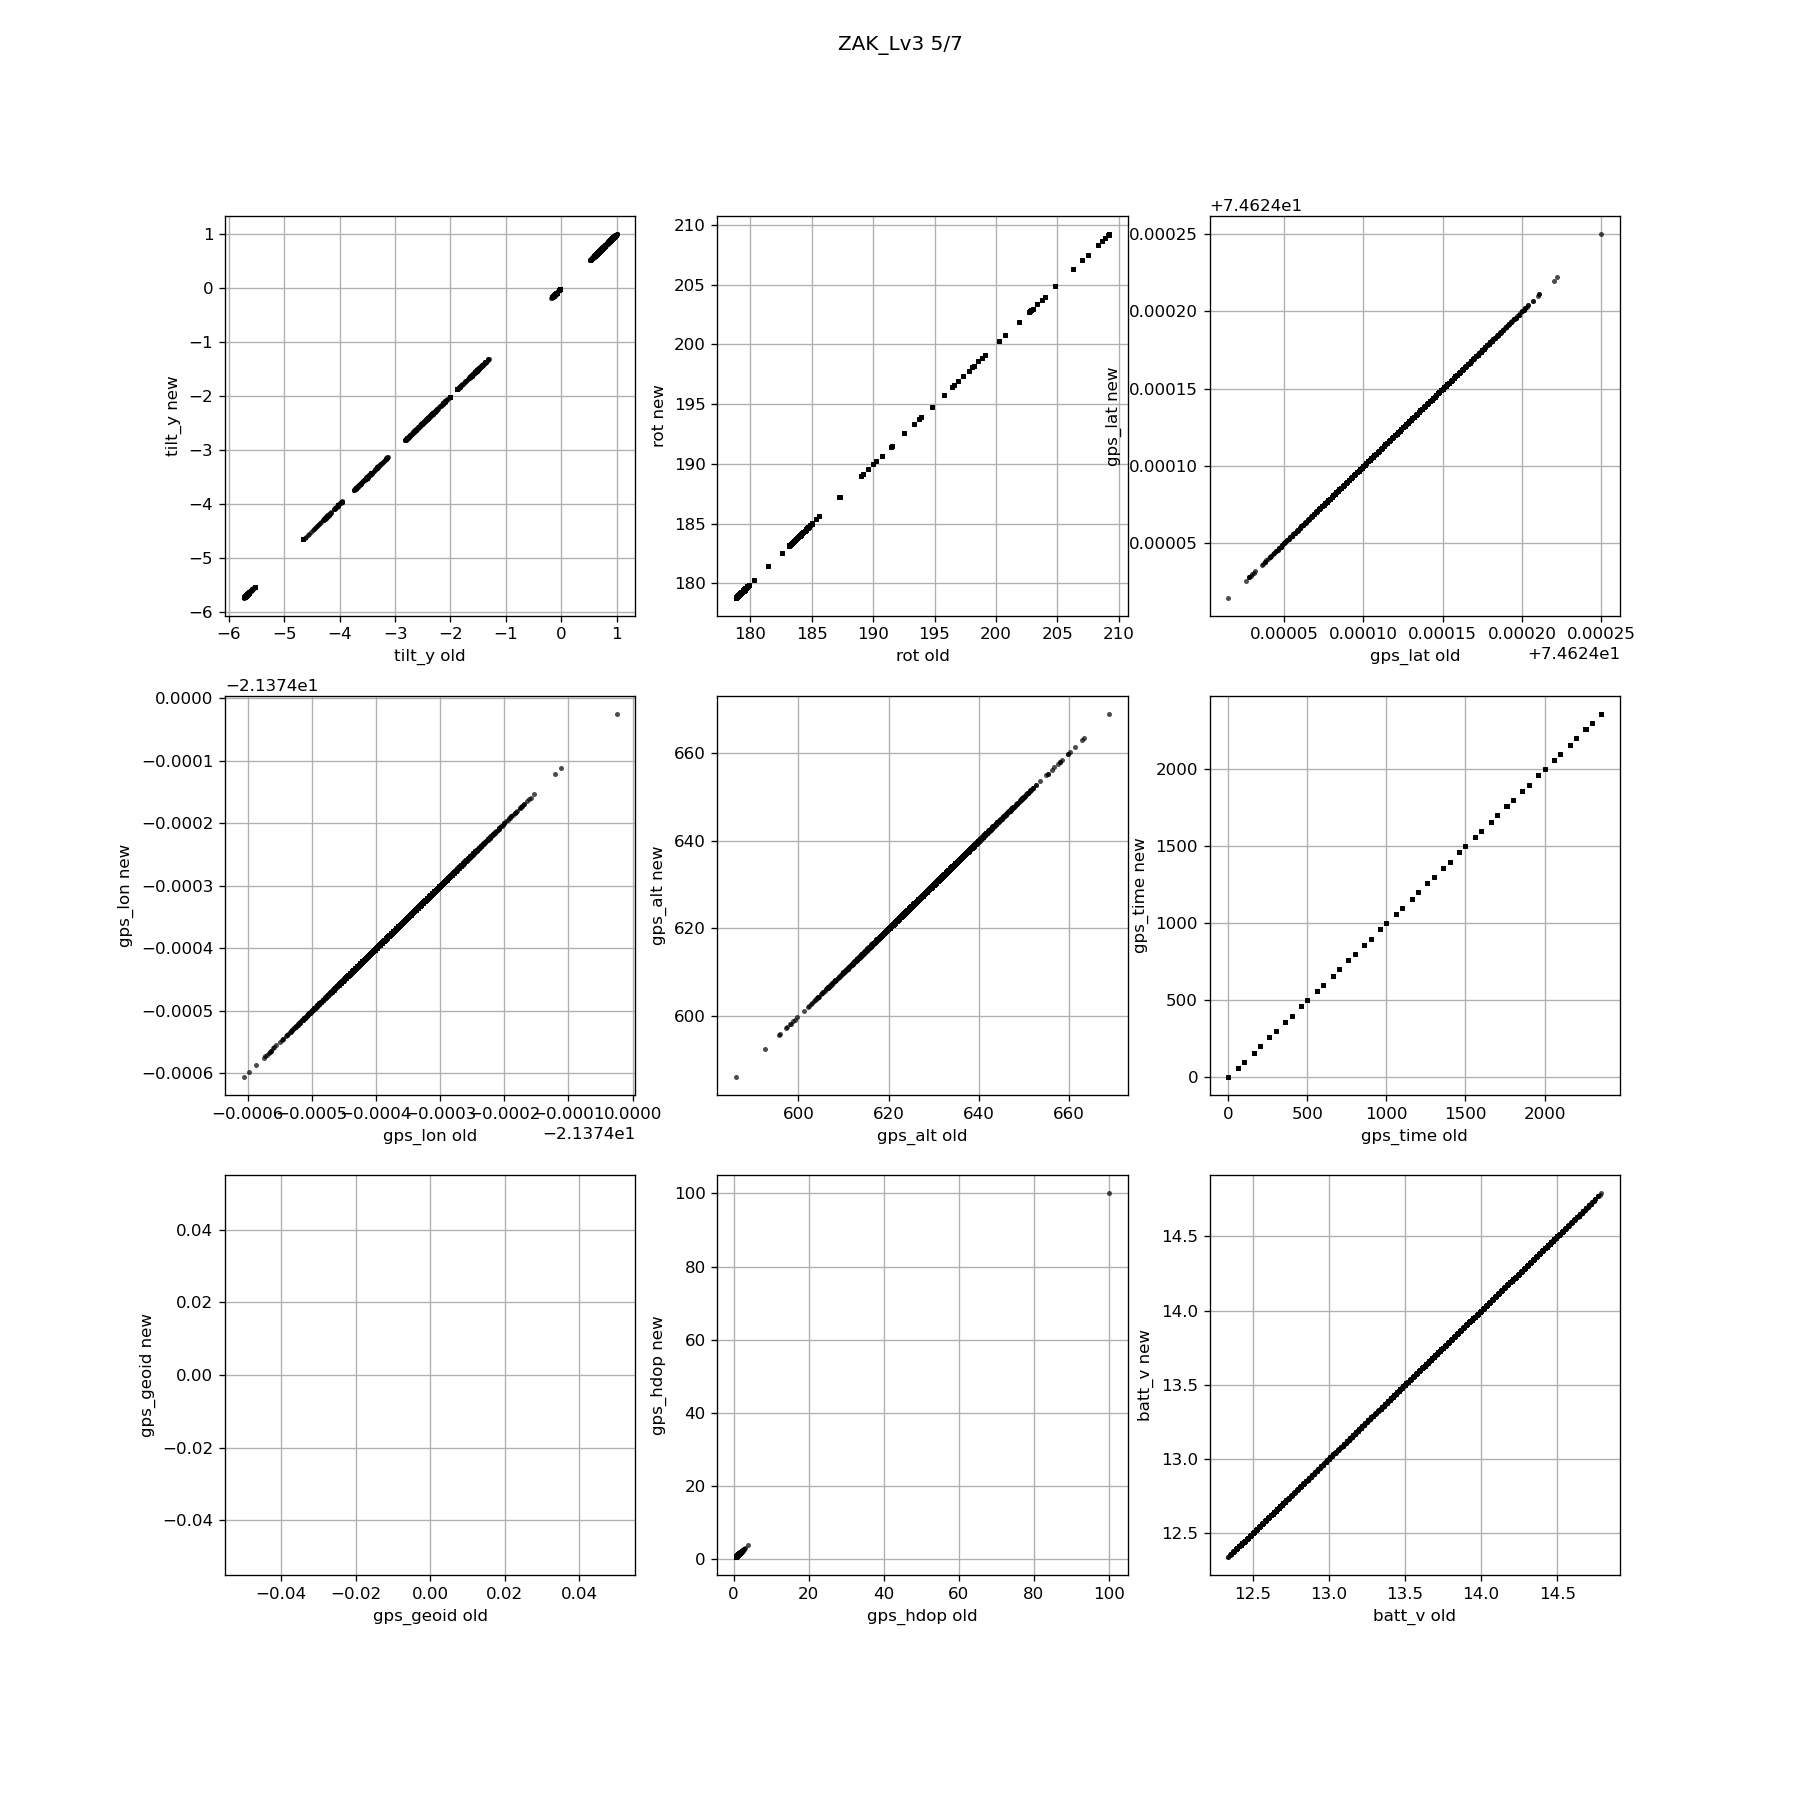 ZAK_Lv3 5/7
1
0
−1
−2
−3
−4
−5
−6
tilt_y new
−6 −5 −4 −3 −2 −1 0 1
tilt_y old
210
205
200
195
190
185
180
rot new
180 185 190 195 200 205 210
rot old
+7.4624e1
0.00025
0.00020
0.00015
0.00010
0.00005
gps_lat new
0.00005 0.00010 0.00015 0.00020 0.00025
gps_lat old
+7.4624e1
−2.1374e1
0.0000
−0.0001
−0.0002
−0.0003
−0.0004
−0.0005
−0.0006
gps_lon new
−0.0006 −0.0005 −0.0004 −0.0003 −0.0002 −0.0001 0.0000
gps_lon old
−2.1374e1
660
640
620
600
gps_alt new
600 620 640 660
gps_alt old
2000
1500
1000
500
0
gps_time new
0 500 1000 1500 2000
gps_time old
0.04
0.02
0.00
−0.02
−0.04
gps_geoid new
−0.04 −0.02 0.00 0.02 0.04
gps_geoid old
100
80
60
40
20
0
gps_hdop new
0 20 40 60 80 100
gps_hdop old
14.5
14.0
13.5
13.0
12.5
batt_v new
12.5 13.0 13.5 14.0 14.5
batt_v old